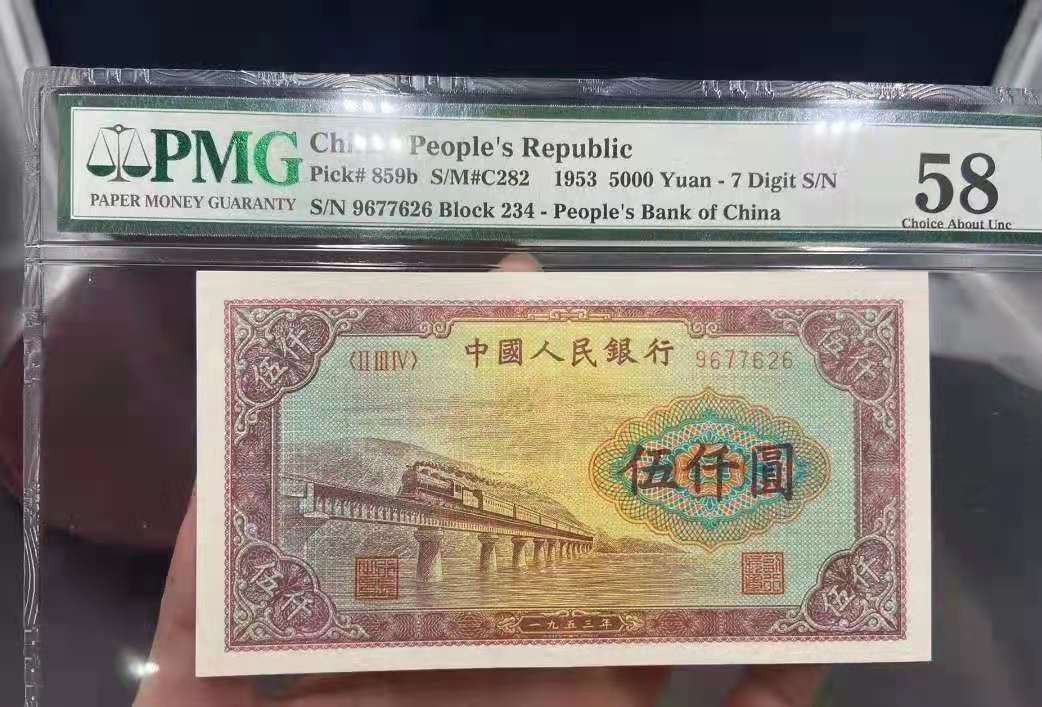 PMG
PAPER MONEY GUARANTY
People's Republic
Pick# 859b S/M#C282 1953 5000 Yuan - 7 Digit S/N
S/N 9677626 Block 234 - People's Bank of China
58
Choice About Unc
伍仟
伍仟
〈II III IV〉
中國人民銀行
9677626
伍仟圓
伍仟
伍仟
一九五三年